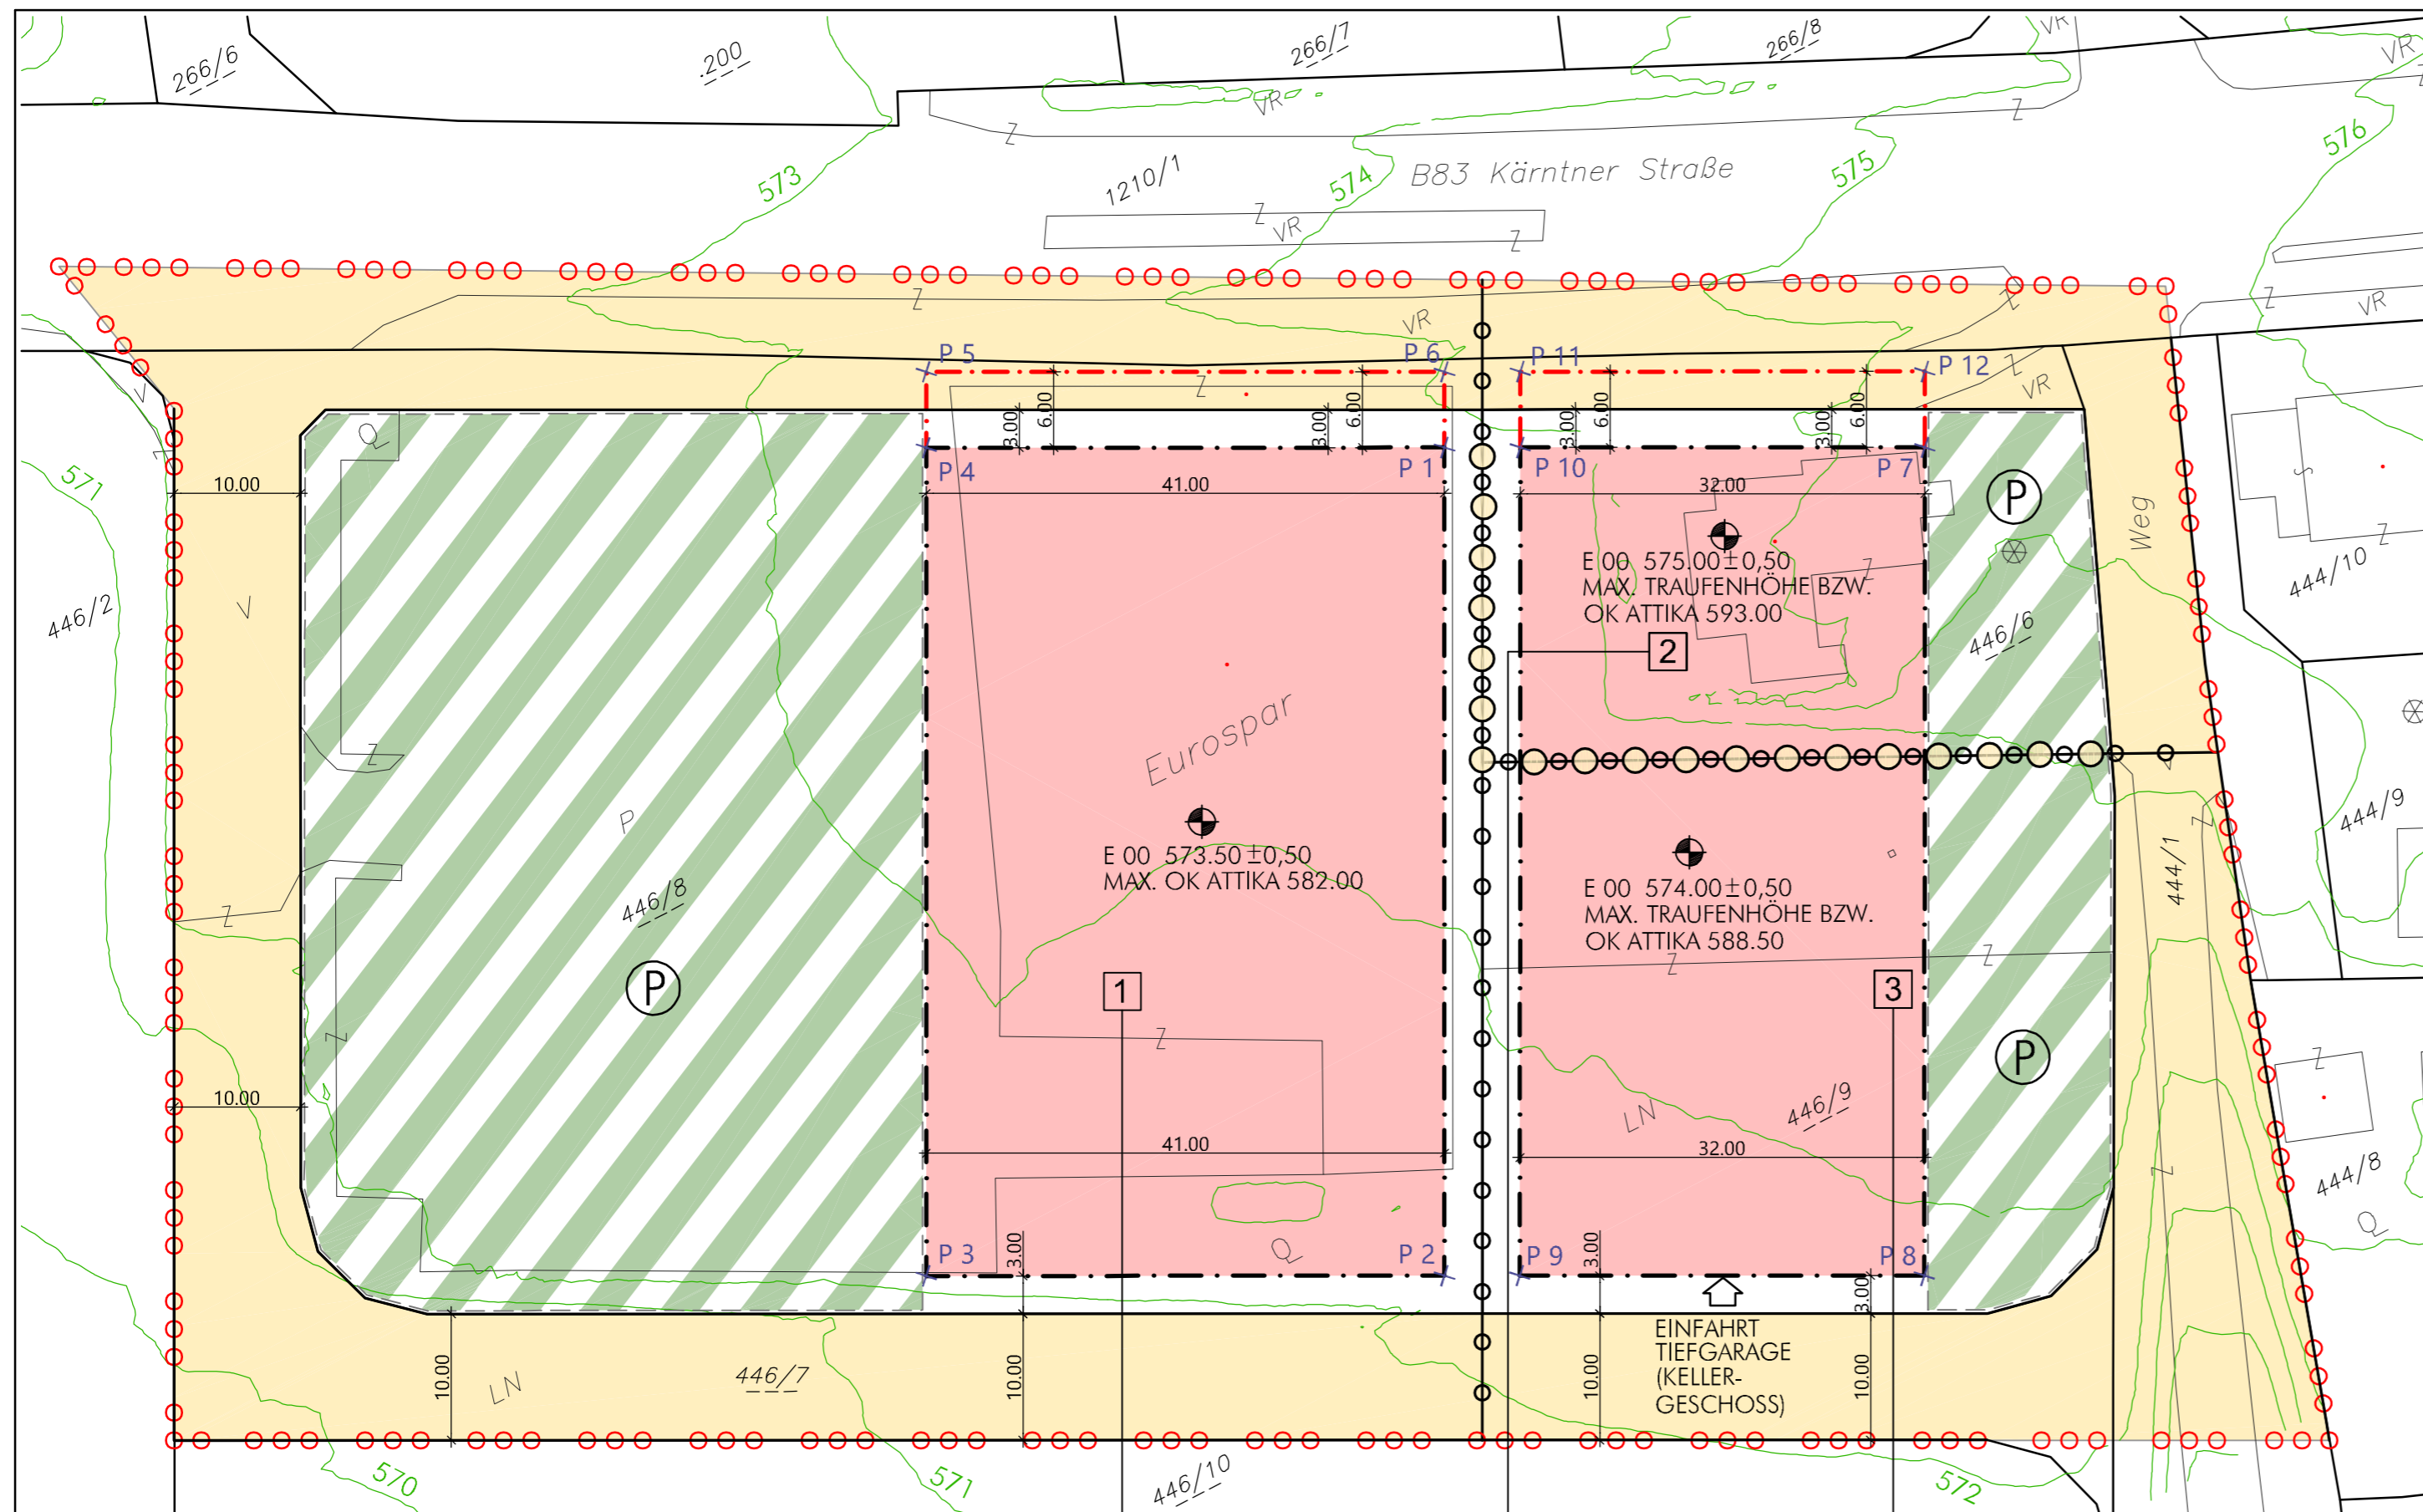 266/6
.200
266/7
266/8
VR
VR
VR
573
1210/1
574
B83 Kärntner Straße
575
576
Z
Z
Z
VR
Z
Z
Z
Z
VR
VR
P 5
P 6
P 11
P 12
Z
Z
VR
V
3.00
6.00
3.00
6.00
3.00
6.00
3.00
6.00
Q
Z
P 4
P 1
P 10
P 7
571
10.00
41.00
32.00
P
S
Z
Weg
E 00 575.00±0,50
MAX. TRAUFENHÖHE BZW.
OK ATTIKA 593.00
Z
444/10
446/2
V
446/6
2
Eurospar
Z
444/9
P
Z
E 00 573.50 ±0,50
MAX. OK ATTIKA 582.00
446/8
Z
444/1
E 00 574.00±0,50
MAX. TRAUFENHÖHE BZW.
OK ATTIKA 588.50
Z
Z
P
1
3
Z
Z
P
Z
10.00
LN
446/9
41.00
32.00
Z
444/8
Q
P 3
3.00
Q
P 2
P 9
3.00
P 8
3.00
EINFAHRT
TIEFGARAGE
(KELLER-
GESCHOSS)
10.00
LN
446/7
10.00
10.00
10.00
570
571
446/10
572